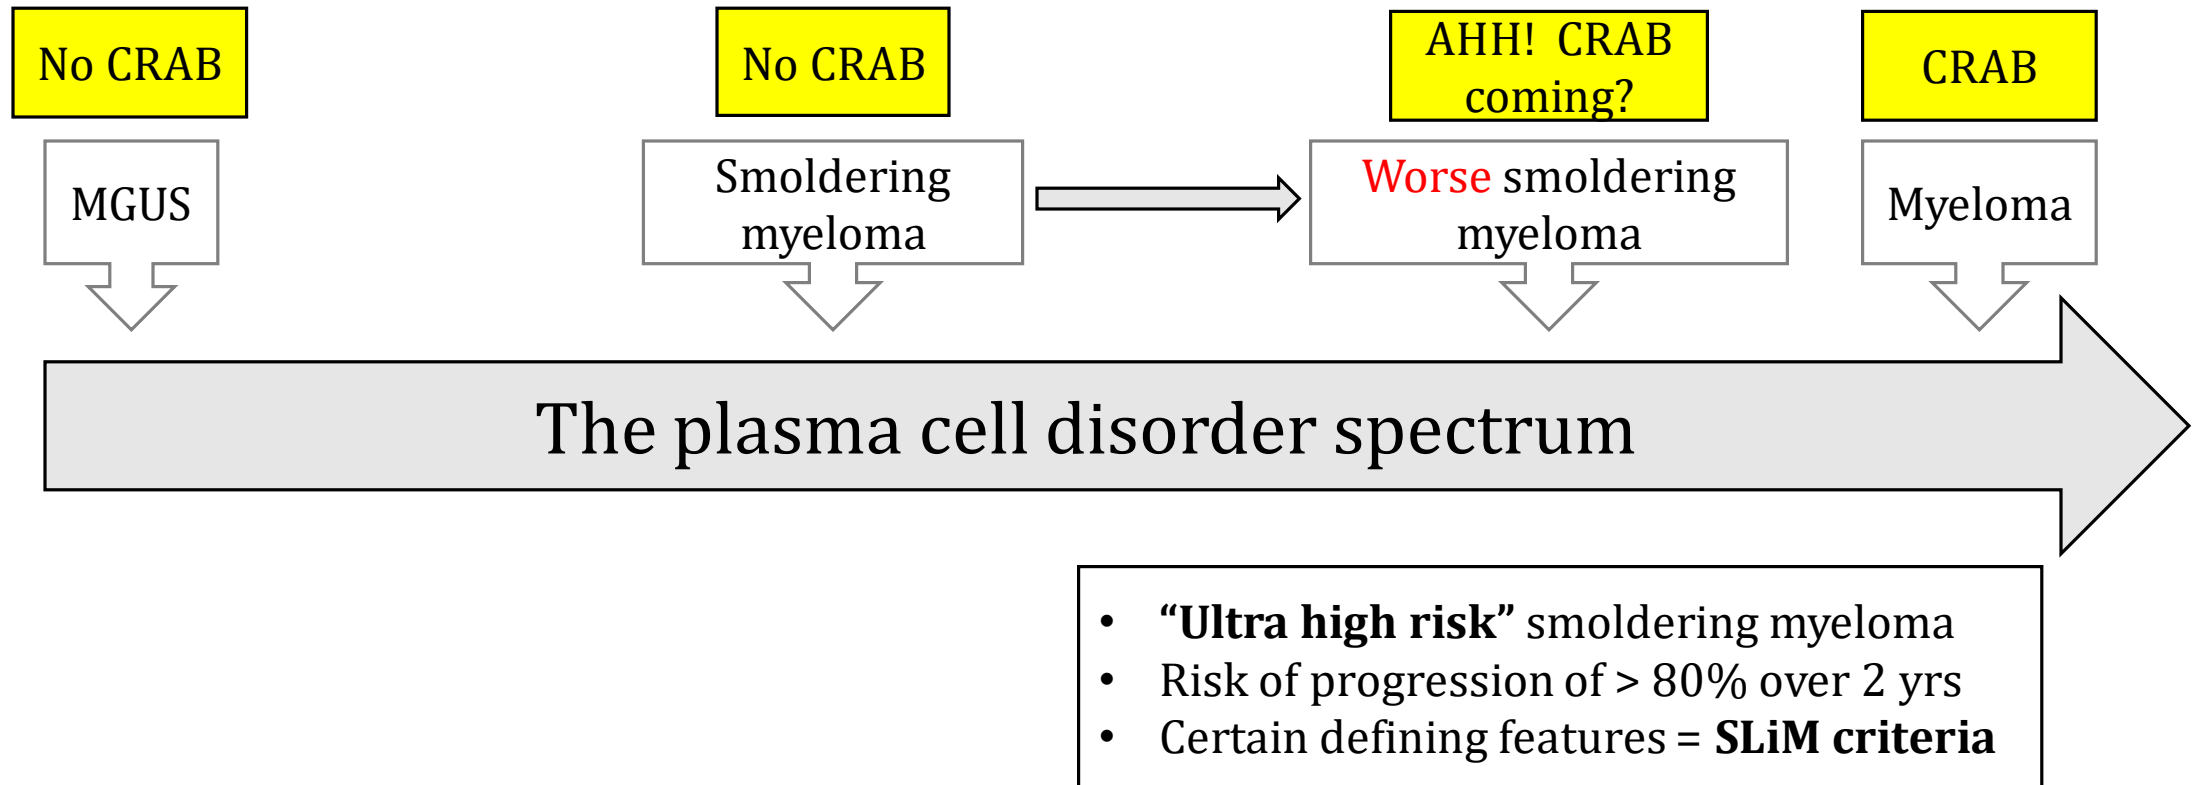 No CRAB
No CRAB
AHH!  CRAB
coming?
CRAB
MGUS
Smoldering
myeloma
Worse smoldering
myeloma
Myeloma
The plasma cell disorder spectrum
• “Ultra high risk” smoldering myeloma
• Risk of progression of > 80% over 2 yrs
• Certain defining features = SLiM criteria